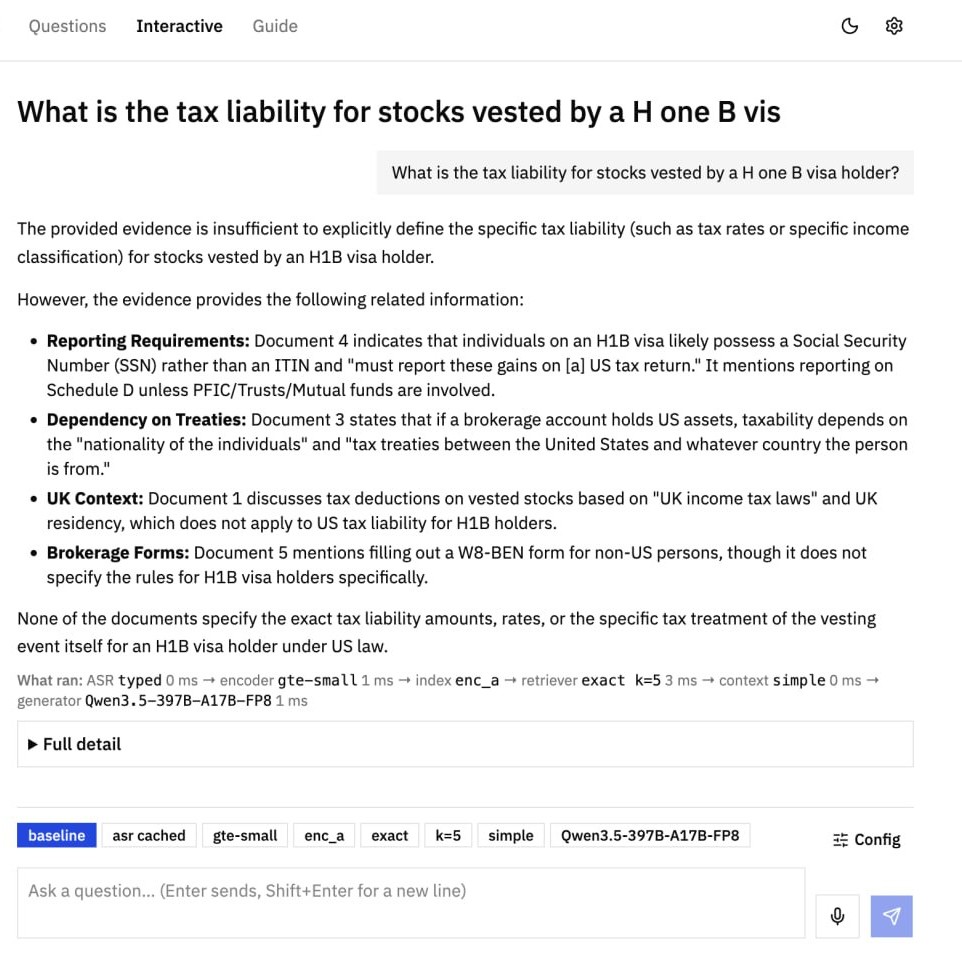 Questions Interactive Guide
What is the tax liability for stocks vested by a H one B vis
What is the tax liability for stocks vested by a H one B visa holder?
The provided evidence is insufficient to explicitly define the specific tax liability (such as tax rates or specific income
classification) for stocks vested by an H1B visa holder.
However, the evidence provides the following related information:
• Reporting Requirements: Document 4 indicates that individuals on an H1B visa likely possess a Social Security
Number (SSN) rather than an ITIN and "must report these gains on [a] US tax return." It mentions reporting on
Schedule D unless PFIC/Trusts/Mutual funds are involved.
• Dependency on Treaties: Document 3 states that if a brokerage account holds US assets, taxability depends on
the "nationality of the individuals" and "tax treaties between the United States and whatever country the person
is from."
• UK Context: Document 1 discusses tax deductions on vested stocks based on "UK income tax laws" and UK
residency, which does not apply to US tax liability for H1B holders.
• Brokerage Forms: Document 5 mentions filling out a W8-BEN form for non-US persons, though it does not
specify the rules for H1B visa holders specifically.
None of the documents specify the exact tax liability amounts, rates, or the specific tax treatment of the vesting
event itself for an H1B visa holder under US law.
What ran: ASR typed 0 ms → encoder gte-small 1 ms → index enc_a → retriever exact k=5 3 ms → context simple 0 ms →
generator Qwen3.5-397B-A17B-FP8 1 ms
▶ Full detail
baseline asr cached gte-small enc_a exact k=5 simple Qwen3.5-397B-A17B-FP8 Config
Ask a question... (Enter sends, Shift+Enter for a new line)